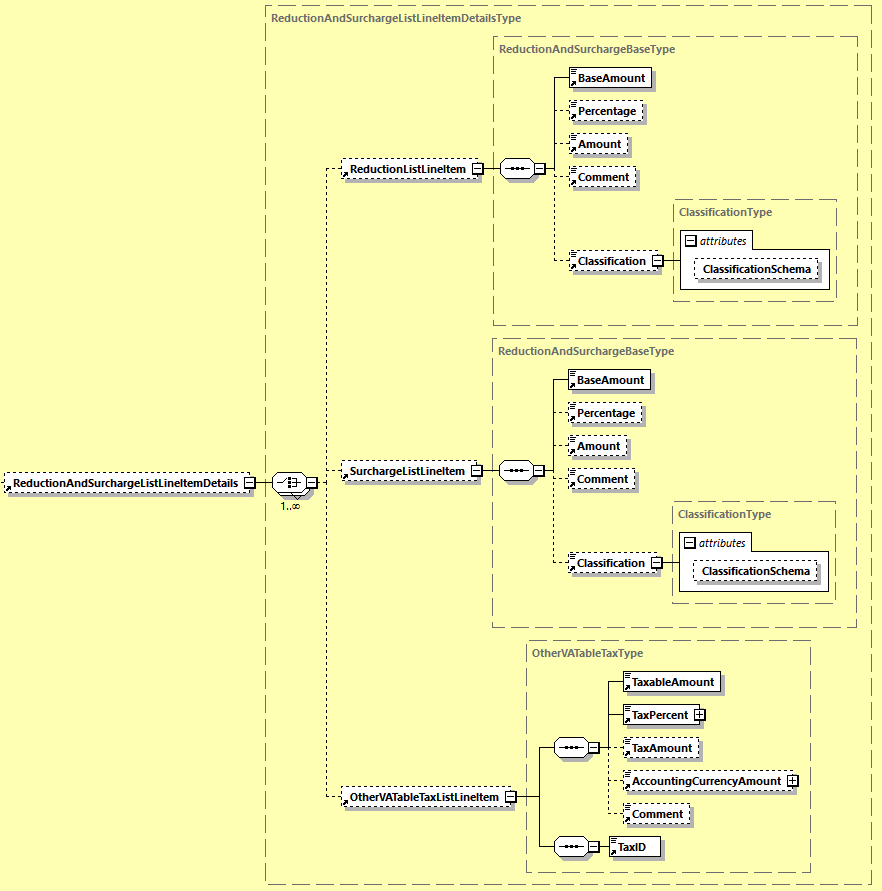 ReductionAndSurchargeListLineItemDetailsType
ReductionAndSurchargeBaseType
BaseAmount
Percentage
Amount
ReductionListLineItem
Comment
ClassificationType
attributes
Classification
ClassificationSchema
ReductionAndSurchargeBaseType
BaseAmount
Percentage
Amount
SurchargeListLineItem
Comment
ReductionAndSurchargeListLineItemDetails
1..∞
ClassificationType
attributes
Classification
ClassificationSchema
OtherVATableTaxType
TaxableAmount
TaxPercent
TaxAmount
AccountingCurrencyAmount
OtherVATableTaxListLineItem
Comment
TaxID